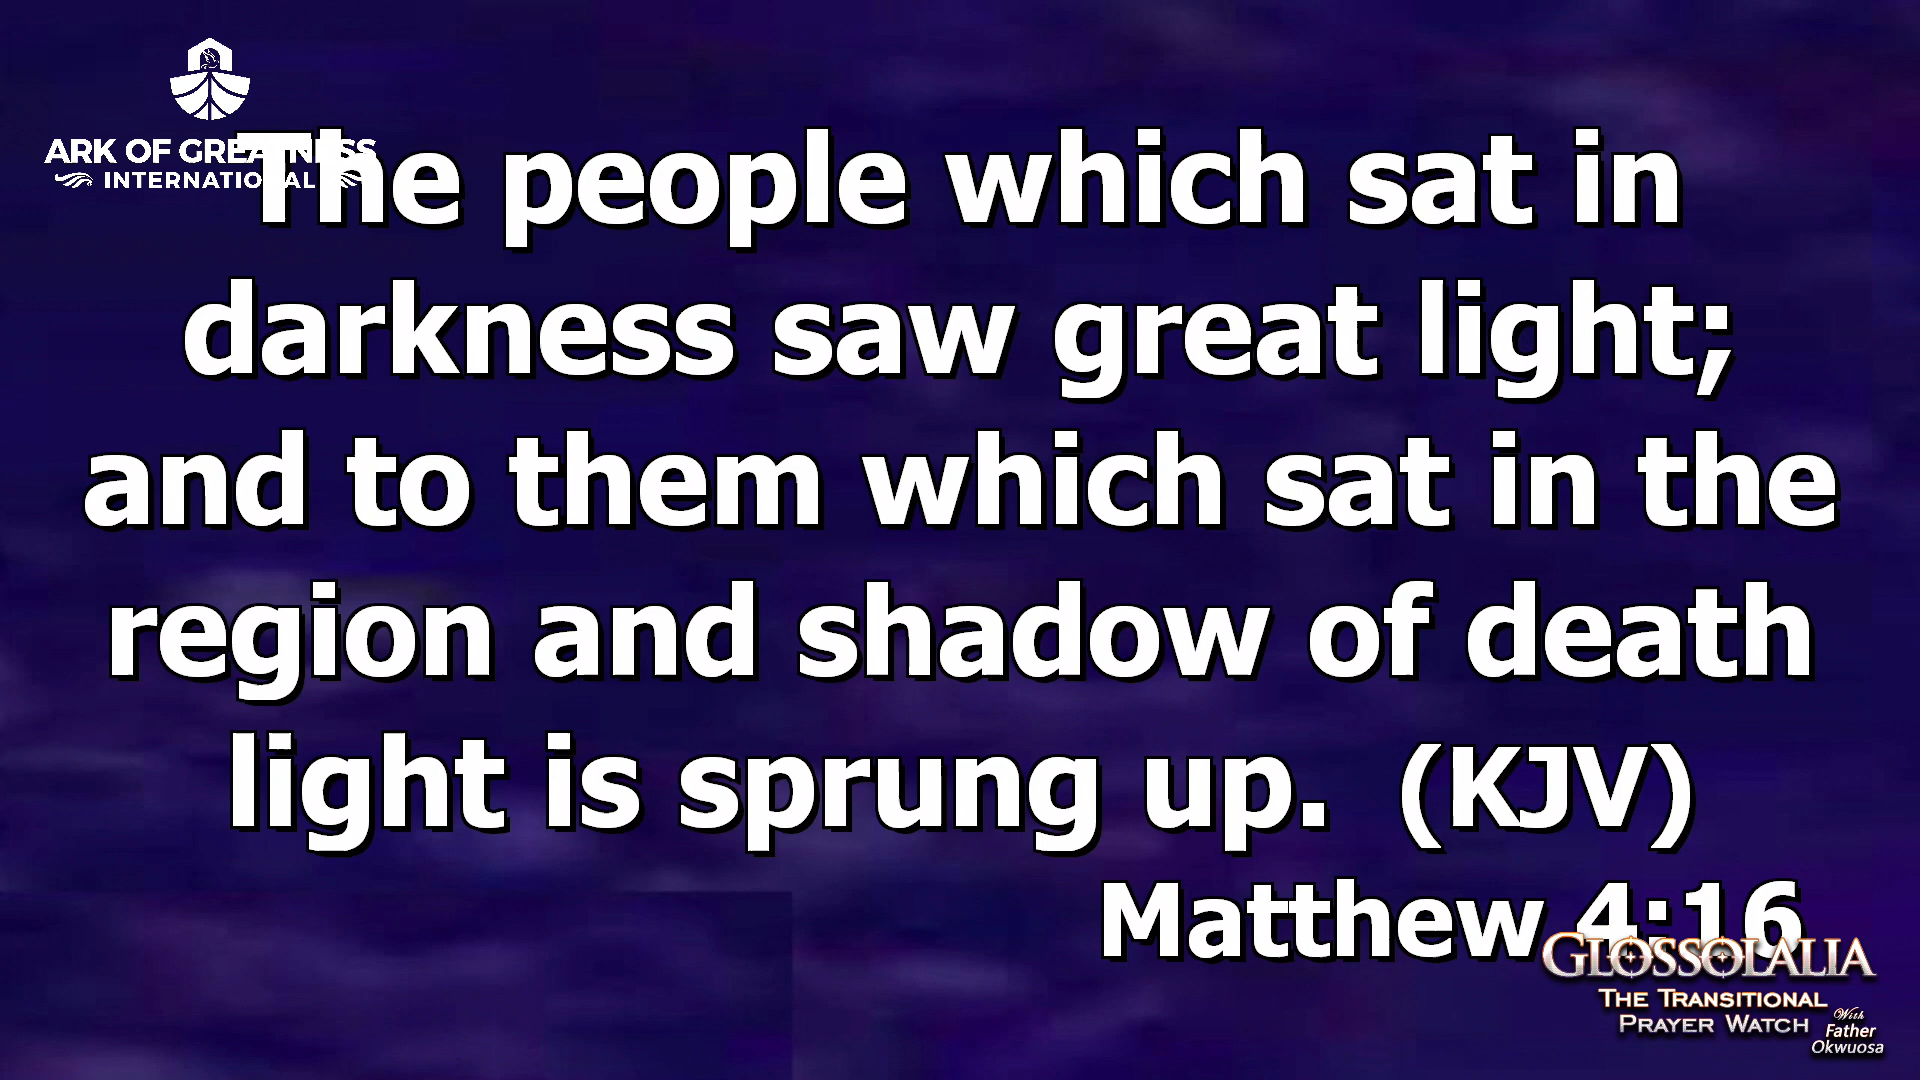 ARK OF GREATNESS
INTERNATIONAL
The people which sat in
darkness saw great light;
and to them which sat in the
region and shadow of death
light is sprung up.  (KJV)
Matthew 4:16
GLOSSOLALIA
THE TRANSITIONAL
PRAYER WATCH
With
Father
Okwuosa